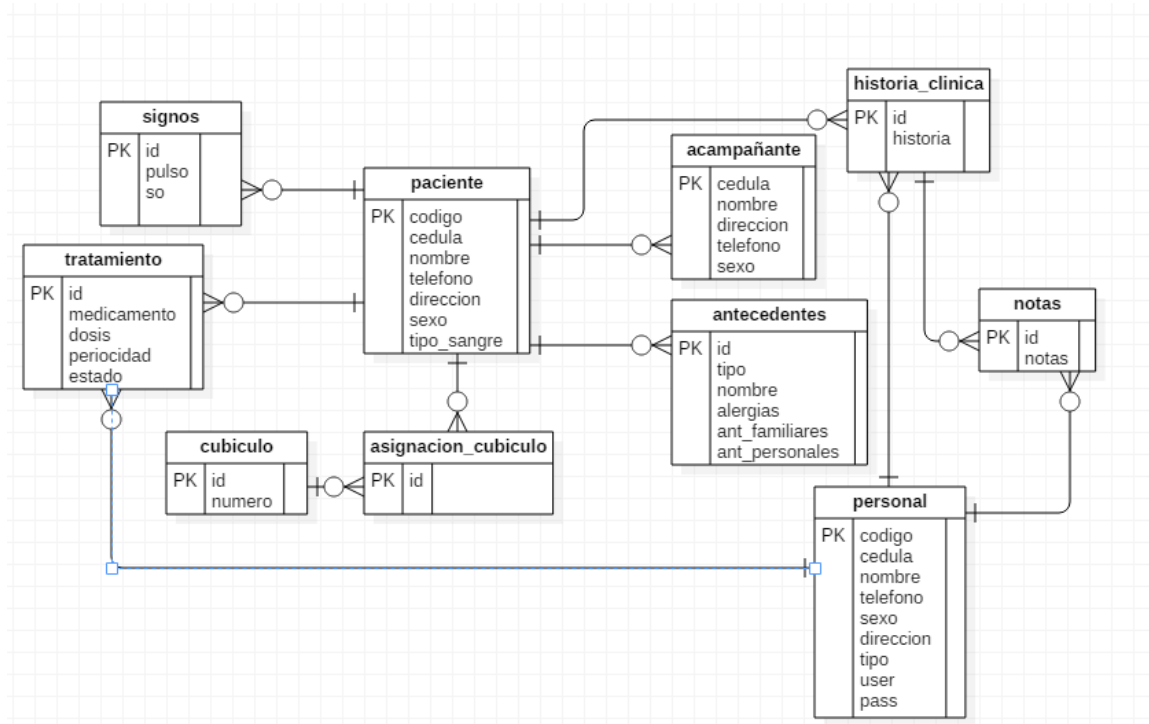 historia_clinica
PK id
historia
signos
PK id
pulso
so
acampañante
PK cedula
nombre
direccion
telefono
sexo
paciente
PK codigo
cedula
nombre
telefono
direccion
sexo
tipo_sangre
tratamiento
PK id
medicamento
dosis
periocidad
estado
antecedentes
PK id
tipo
nombre
alergias
ant_familiares
ant_personales
notas
PK id
notas
cubiculo
PK id
numero
asignacion_cubiculo
PK id
personal
PK codigo
cedula
nombre
telefono
sexo
direccion
tipo
user
pass